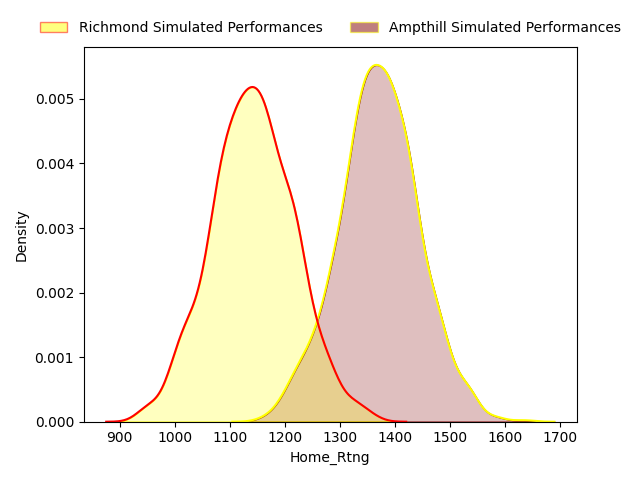 Richmond Simulated Performances Ampthill Simulated Performances
0.005
0.004
0.003
0.002
0.001
0.000
Density
900 1000 1100 1200 1300 1400 1500 1600 1700
Home_Rtng